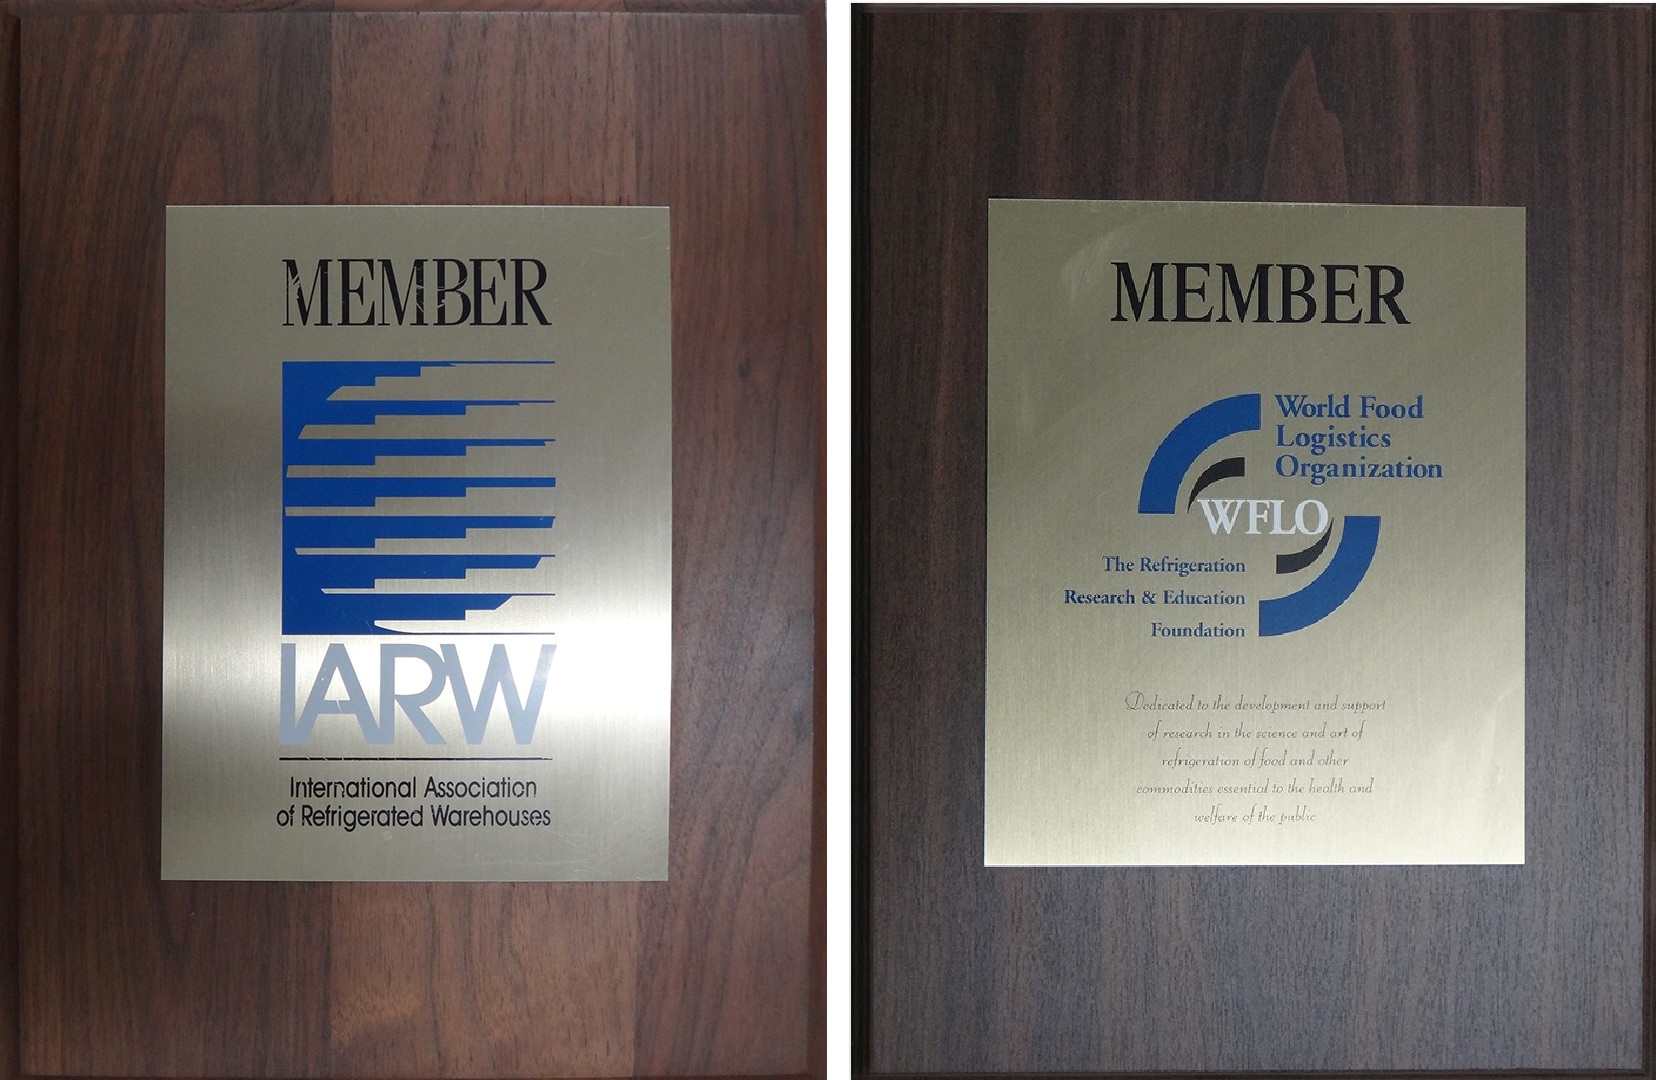 MEMBER
IARW
International Association
of Refrigerated Warehouses
MEMBER
World Food
Logistics
Organization
WFLO
The Refrigeration
Research & Education
Foundation
Dedicated to the development and support
of research in the science and art of
refrigeration of food and other
commodities essential to the health and
welfare of the public